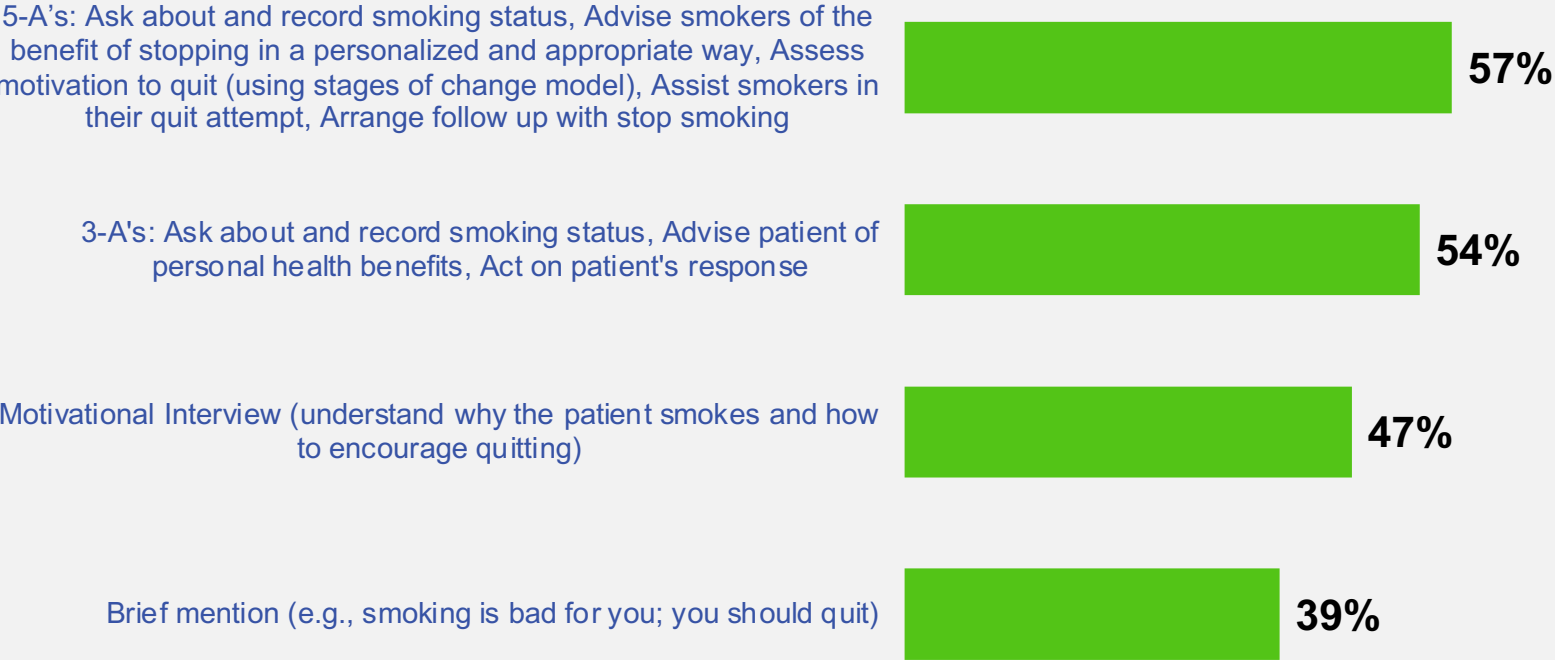 5-A’s: Ask about and record smoking status, Advise smokers of the
benefit of stopping in a personalized and appropriate way, Assess
motivation to quit (using stages of change model), Assist smokers in
their quit attempt, Arrange follow up with stop smoking
57%
3-A's: Ask about and record smoking status, Advise patient of
personal health benefits, Act on patient's response
54%
Motivational Interview (understand why the patient smokes and how
to encourage quitting)
47%
Brief mention (e.g., smoking is bad for you; you should quit)
39%